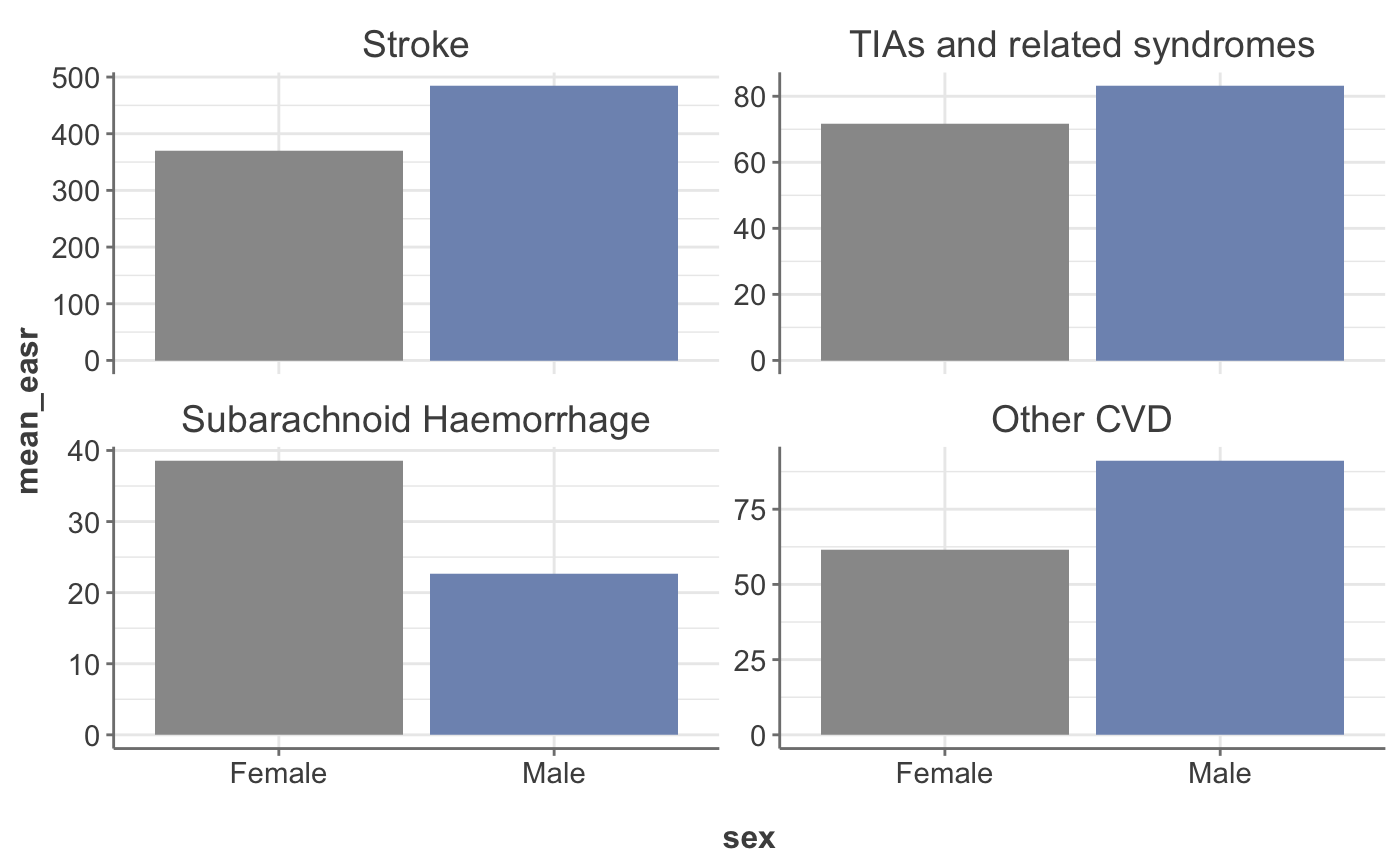 Stroke
TIAs and related syndromes
500
400
300
200
100
0
80
60
40
20
0
mean_easr
Subarachnoid Haemorrhage
Other CVD
40
30
20
10
0
75
50
25
0
Female
Male
Female
Male
sex